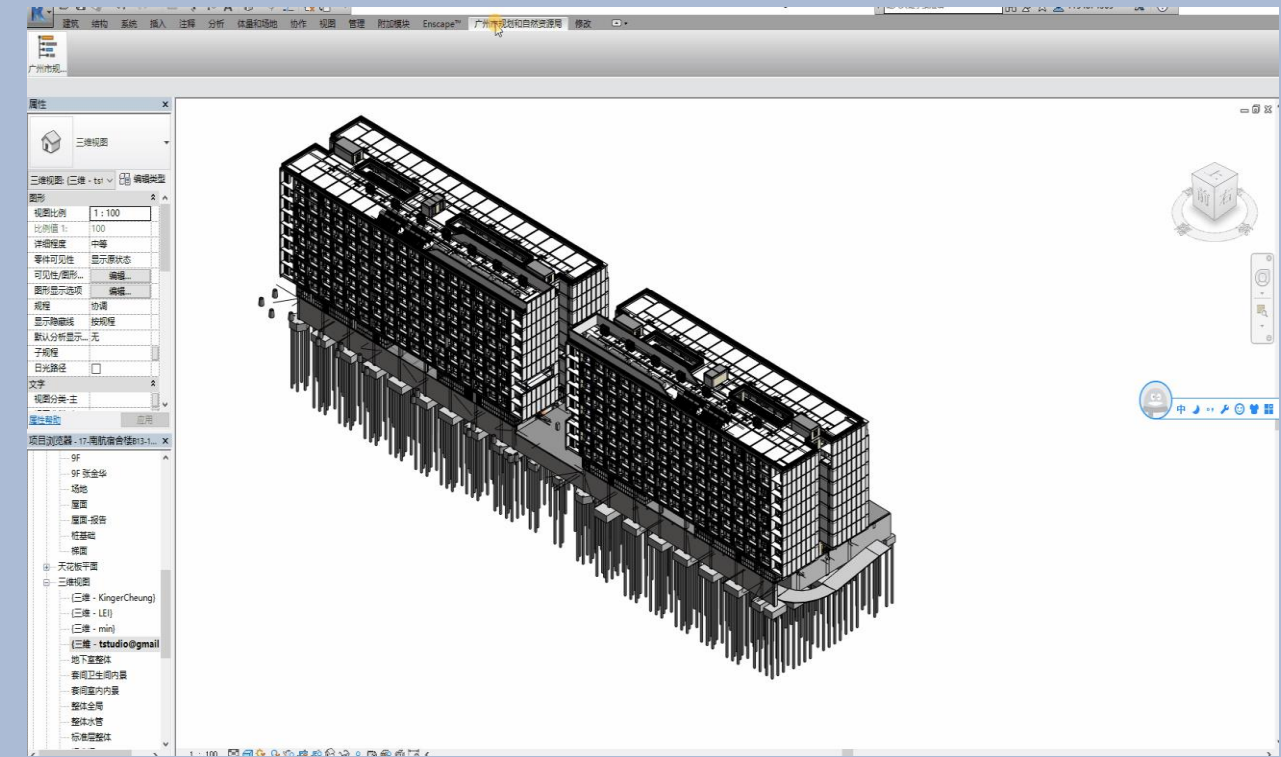 建筑 结构 系统 插入 注释 分析 体量和场地 协作 视图 管理 附加模块 Enscape™ 广州市规划和自然资源局 修改
广州市规...
属性
三维视图
三维视图: {三维 - tst 编辑类型
图形
视图比例 1 : 100
比例值 1: 100
详细程度 中等
零件可见性 显示原状态
可见性/图形... 编辑...
图形显示选项 编辑...
规程 协调
显示隐藏线 按规程
默认分析显示... 无
子规程
日光路径
文字
视图分类-主
属性帮助 应用
项目浏览器 - 17-南航宿舍楼B13-1...
9F
9F 张金华
场地
屋面
屋面-报告
桩基础
梯面
天花板平面
三维视图
{三维 - KingerCheung}
{三维 - LEI}
{三维 - min}
{三维 - tstudio@gmail
地下室整体
套间卫生间内景
套间室内内景
整体全局
整体水管
标准层整体
1 : 100
上
前 右
中